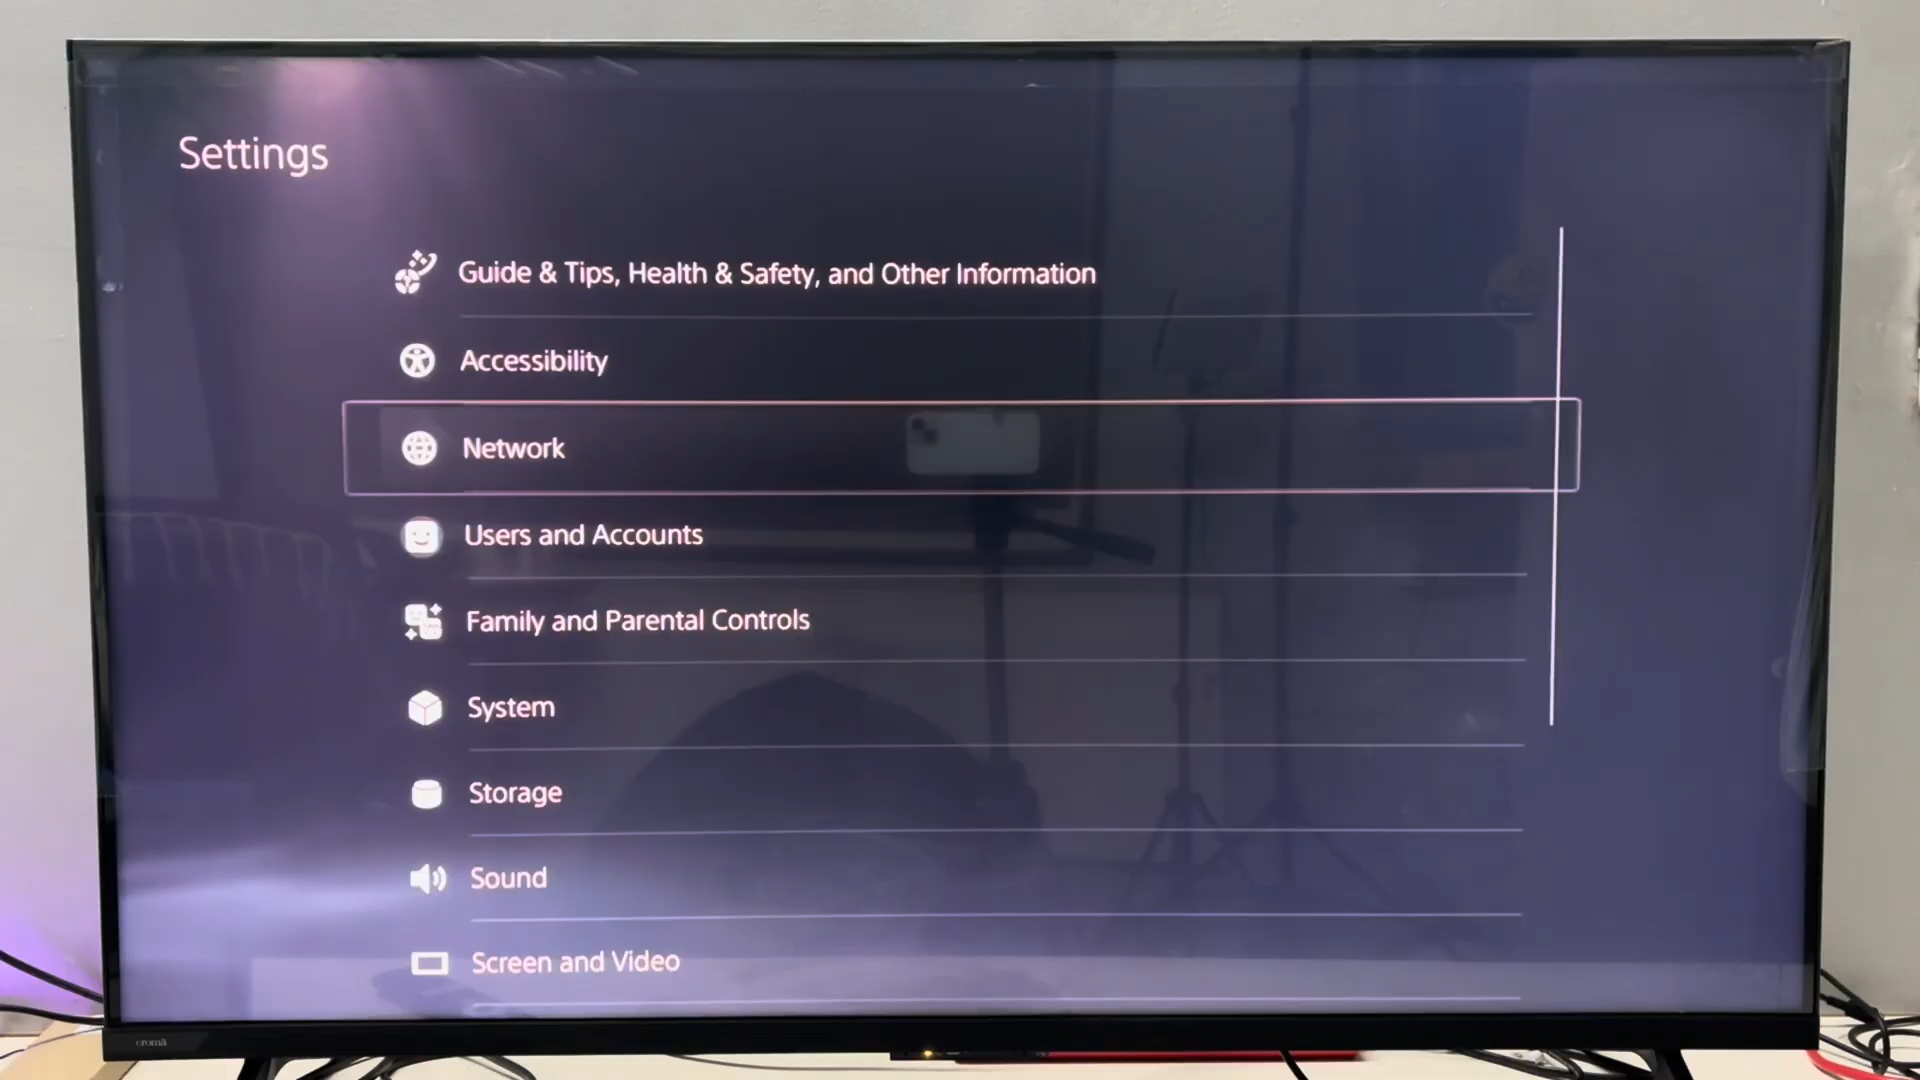 Settings
Guide & Tips, Health & Safety, and Other Information
Accessibility
Network
Users and Accounts
Family and Parental Controls
System
Storage
Sound
Screen and Video
cromā